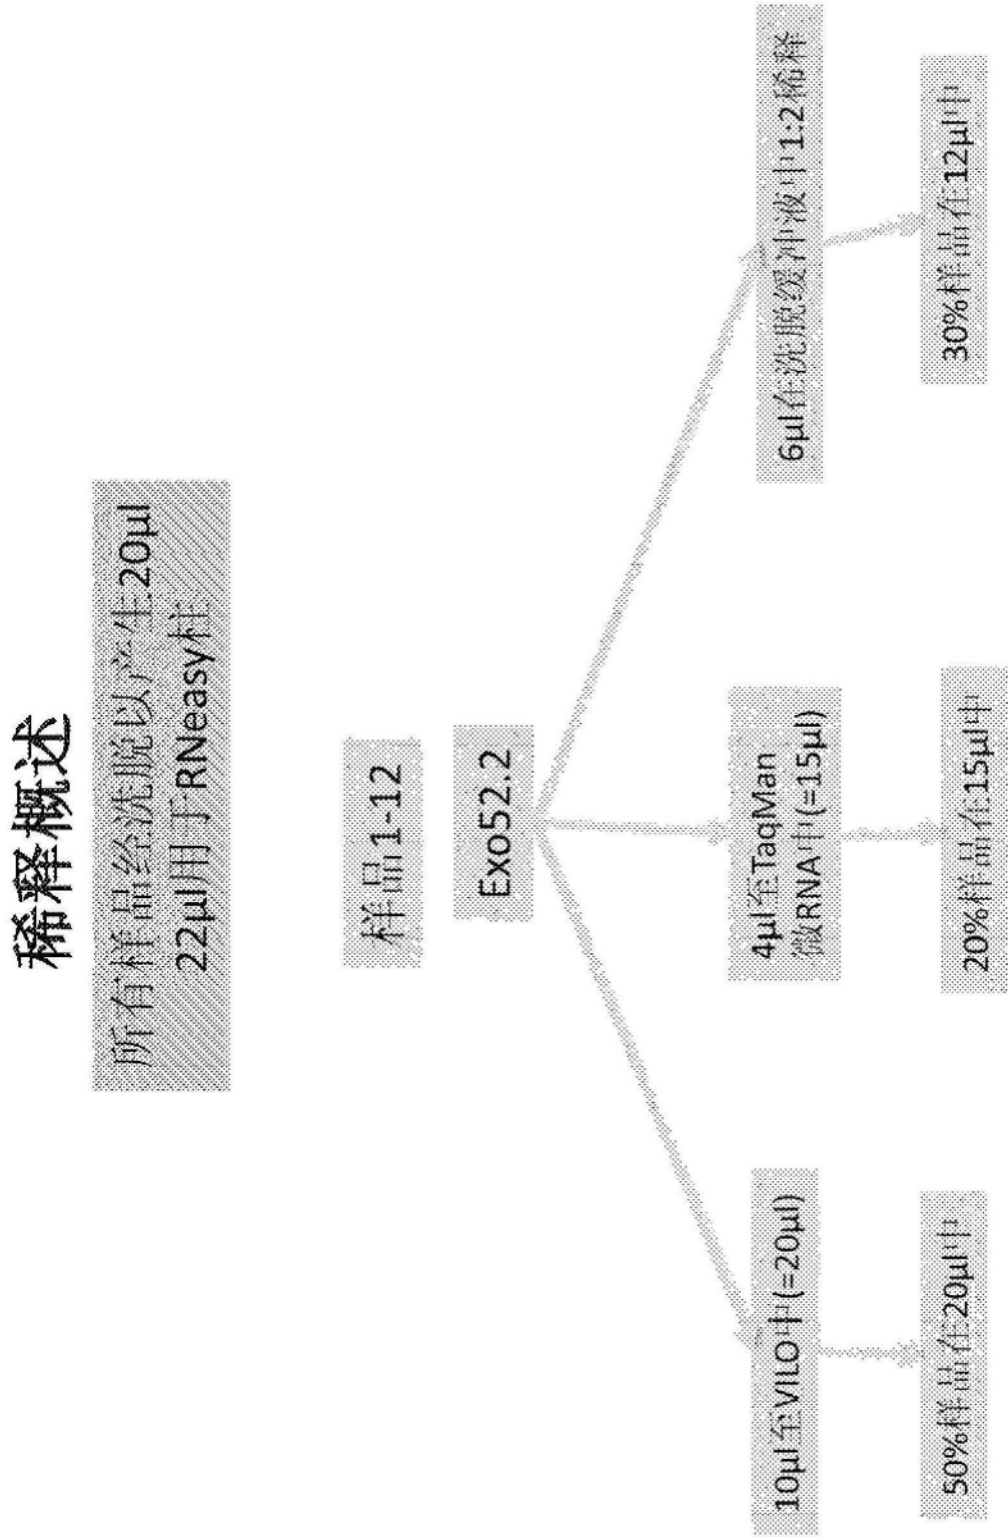 稀释概述
所有样品经洗脱以产生20µl
22µl用于RNeasy柱
样品1-12
Exo52.2
10µl至VILO中(=20µl)
50%样品在20µl中
4µl至TaqMan
微RNA中(=15µl)
20%样品在15µl中
6µl在洗脱缓冲液中1:2稀释
30%样品在12µl中